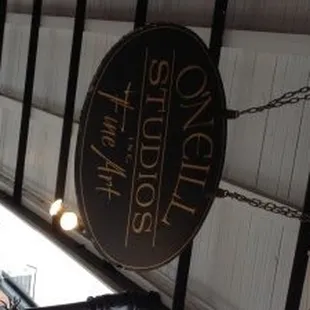 O'NEILL
STUDIOS
INC.
Fine Art